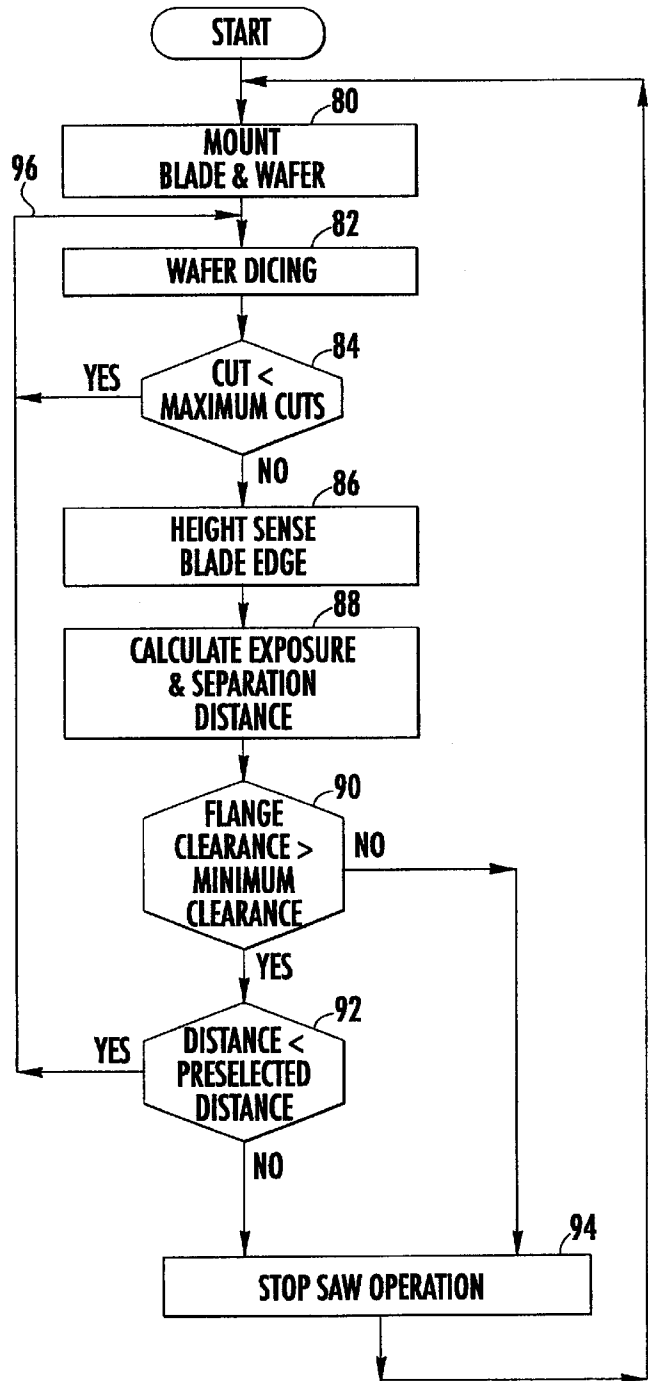 START
80
MOUNT
BLADE & WAFER
96
82
WAFER DICING
84
CUT <
MAXIMUM CUTS
YES
NO
86
HEIGHT SENSE
BLADE EDGE
88
CALCULATE EXPOSURE
& SEPARATION
DISTANCE
90
FLANGE
CLEARANCE >
MINIMUM
CLEARANCE
NO
YES
92
DISTANCE <
PRESELECTED
DISTANCE
YES
NO
94
STOP SAW OPERATION